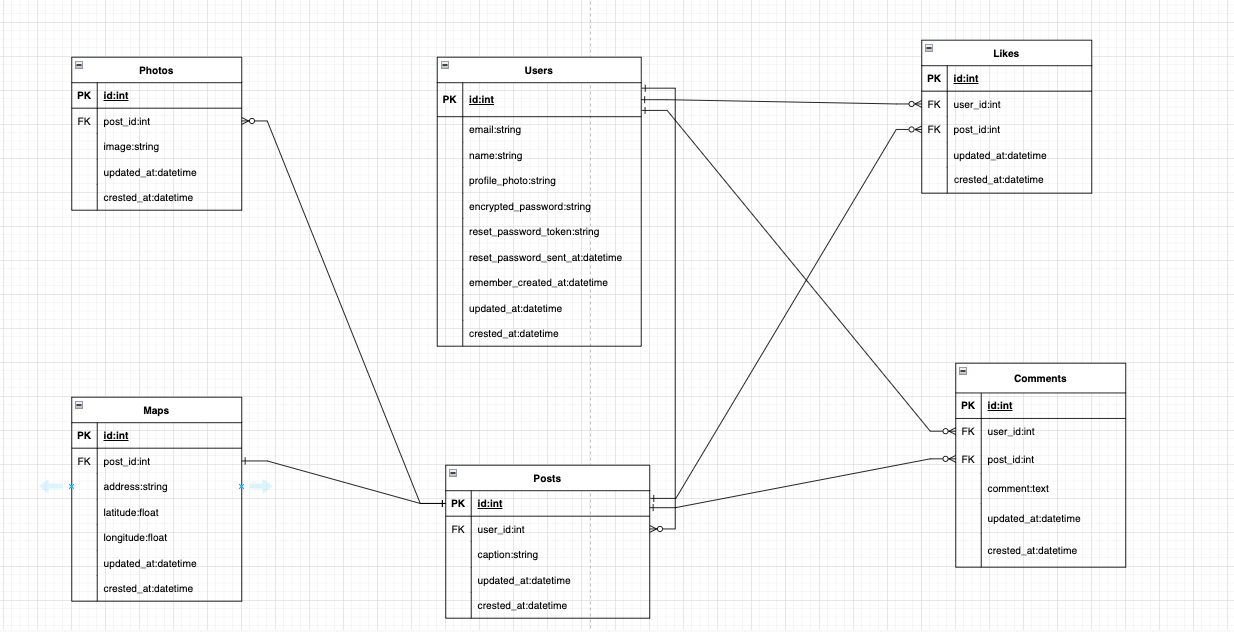 Photos
PK id:int
FK post_id:int
image:string
updated_at:datetime
crested_at:datetime
Users
PK id:int
email:string
name:string
profile_photo:string
encrypted_password:string
reset_password_token:string
reset_password_sent_at:datetime
emember_created_at:datetime
updated_at:datetime
crested_at:datetime
Likes
PK id:int
FK user_id:int
FK post_id:int
updated_at:datetime
crested_at:datetime
Maps
PK id:int
FK post_id:int
address:string
latitude:float
longitude:float
updated_at:datetime
crested_at:datetime
Posts
PK id:int
FK user_id:int
caption:string
updated_at:datetime
crested_at:datetime
Comments
PK id:int
FK user_id:int
FK post_id:int
comment:text
updated_at:datetime
crested_at:datetime